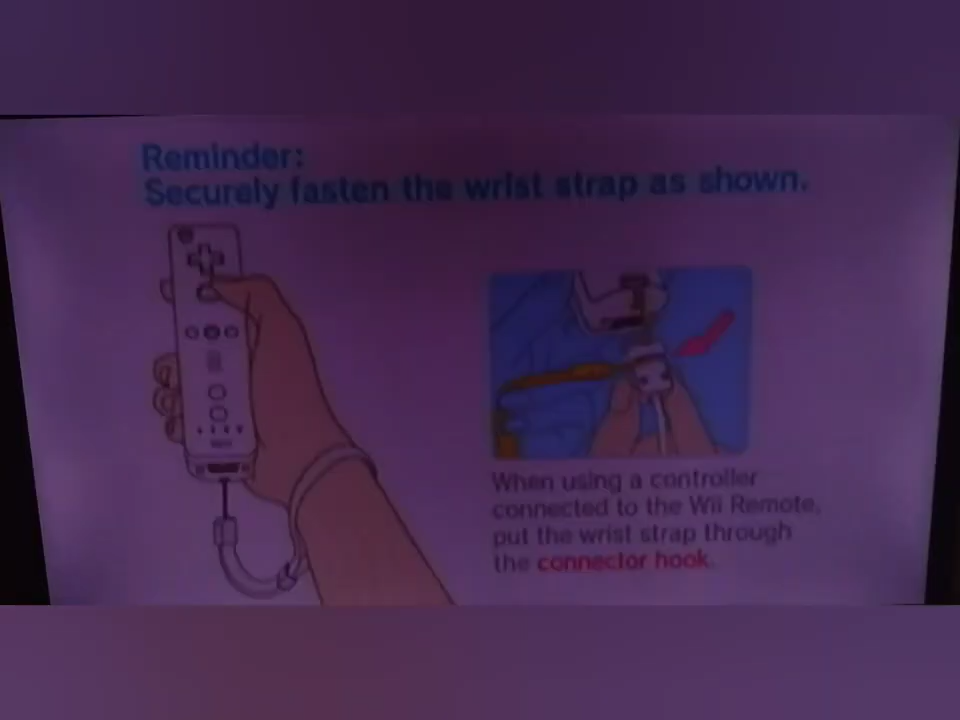 Reminder:
Securely fasten the wrist strap as shown.
When using a controller
connected to the Wii Remote,
put the wrist strap through
the connector hook.